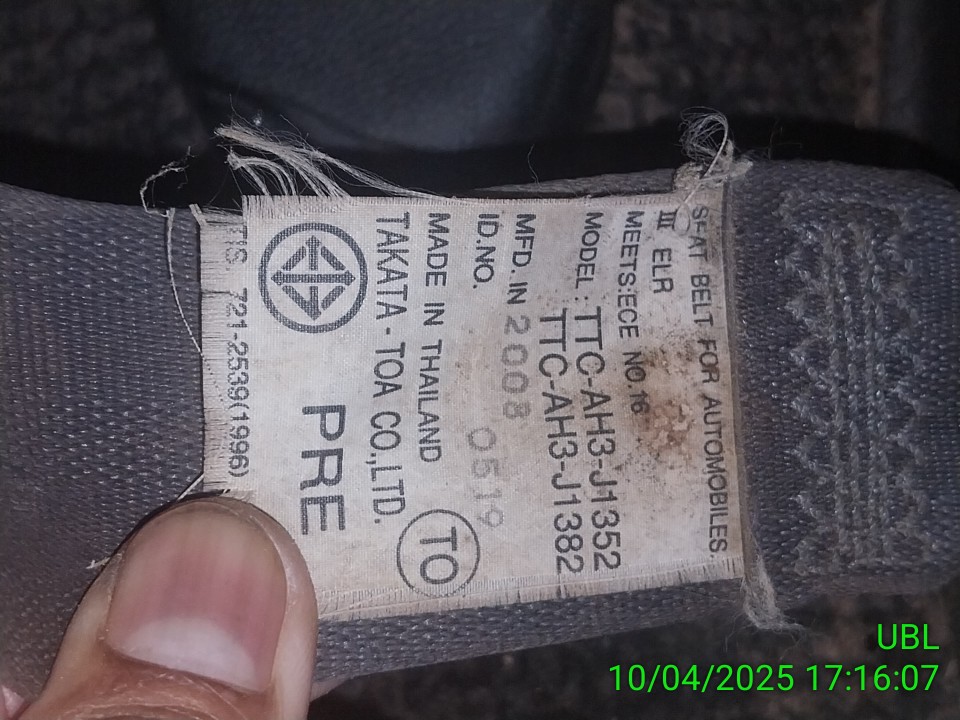 SEAT BELT FOR AUTOMOBILES.
III ELR
MEETS:ECE NO.16
MODEL : TTC-AH3-J1352
TTC-AH3-J1382
MFD. IN 2008
ID.NO. 0519
MADE IN THAILAND
TAKATA - TOA CO.,LTD.
TO
PRE
TIS. 721-2539(1996)
UBL
10/04/2025 17:16:07